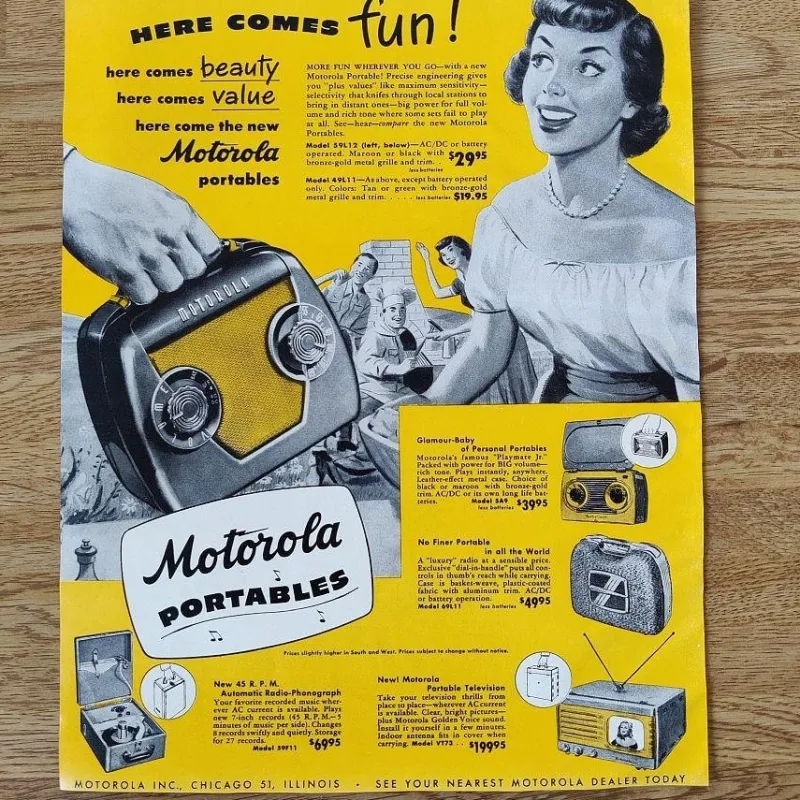 HERE COMES fun!
here comes beauty
here comes value
here come the new
Motorola
portables
MORE FUN WHEREVER YOU GO—with a new
Motorola Portable! Precise engineering gives
you "plus values" like maximum sensitivity—
selectivity that knifes through local stations to
bring in distant ones—big power for full vol-
ume and rich tone where some sets fail to play
at all. See—hear—compare the new Motorola
Portables.
Model 59L12 (left, below)—AC/DC or battery
operated. Maroon or black with
bronze-gold metal grille and trim. . $29.95
less batteries
Model 49L11—As above, except battery operated
only. Colors: Tan or green with bronze-gold
metal grille and trim. . . . . less batteries $19.95
MOTOROLA
Motorola
PORTABLES
Glamour-Baby
of Personal Portables
Motorola's famous "Playmate Jr."
Packed with power for BIG volume—
rich tone. Plays instantly, anywhere.
Leather-effect metal case. Choice of
black or maroon with bronze-gold
trim. AC/DC or its own long life bat-
teries. Model 5A9 $39.95
less batteries
No Finer Portable
in all the World
A "luxury" radio at a sensible price.
Exclusive "dial-in-handle" puts all con-
trols in thumb's reach while carrying.
Case is basket-weave, plastic-coated
fabric with aluminum trim. AC/DC
or battery operation.
Model 69L11 less batteries $49.95
Prices slightly higher in South and West. Prices subject to change without notice.
New 45 R. P. M.
Automatic Radio-Phonograph
Your favorite recorded music wher-
ever AC current is available. Plays
new 7-inch records (45 R.P.M.—5
minutes of music per side). Changes
8 records swiftly and quietly. Storage
for 27 records.
Model 59F11 $69.95
New! Motorola
Portable Television
Take your television thrills from
place to place—wherever AC current
is available. Clear, bright pictures—
plus Motorola Golden Voice sound.
Install it yourself in a few minutes.
Indoor antenna fits in cover when
carrying. Model VT73 . . $199.95
MOTOROLA INC., CHICAGO 51, ILLINOIS • SEE YOUR NEAREST MOTOROLA DEALER TODAY